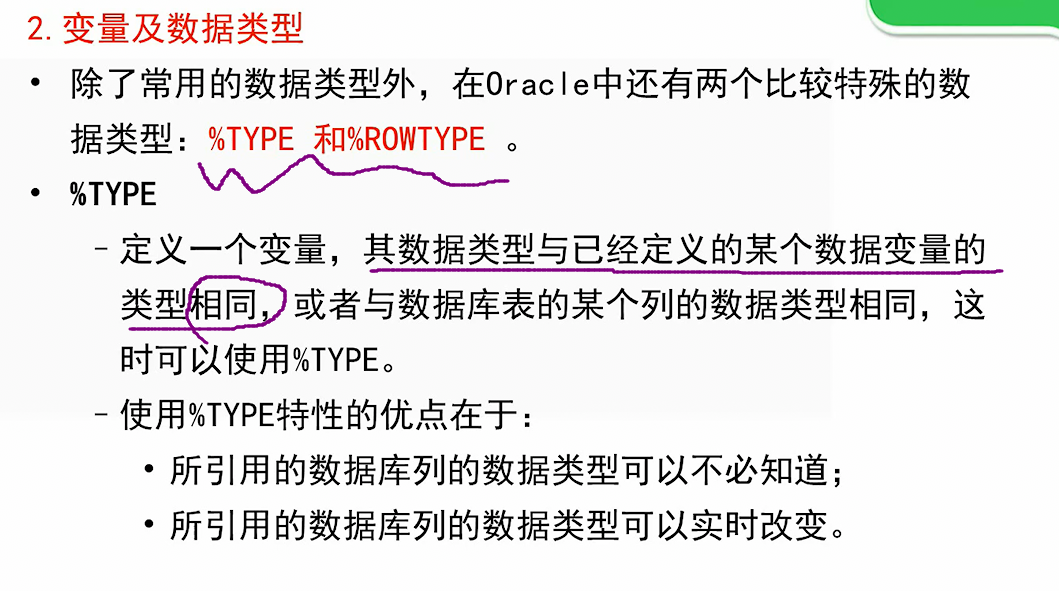 2. 变量及数据类型
• 除了常用的数据类型外，在Oracle中还有两个比较特殊的数
据类型：%TYPE 和%ROWTYPE 。
• %TYPE
– 定义一个变量，其数据类型与已经定义的某个数据变量的
类型相同，或者与数据库表的某个列的数据类型相同，这
时可以使用%TYPE。
– 使用%TYPE特性的优点在于：
• 所引用的数据库列的数据类型可以不必知道；
• 所引用的数据库列的数据类型可以实时改变。